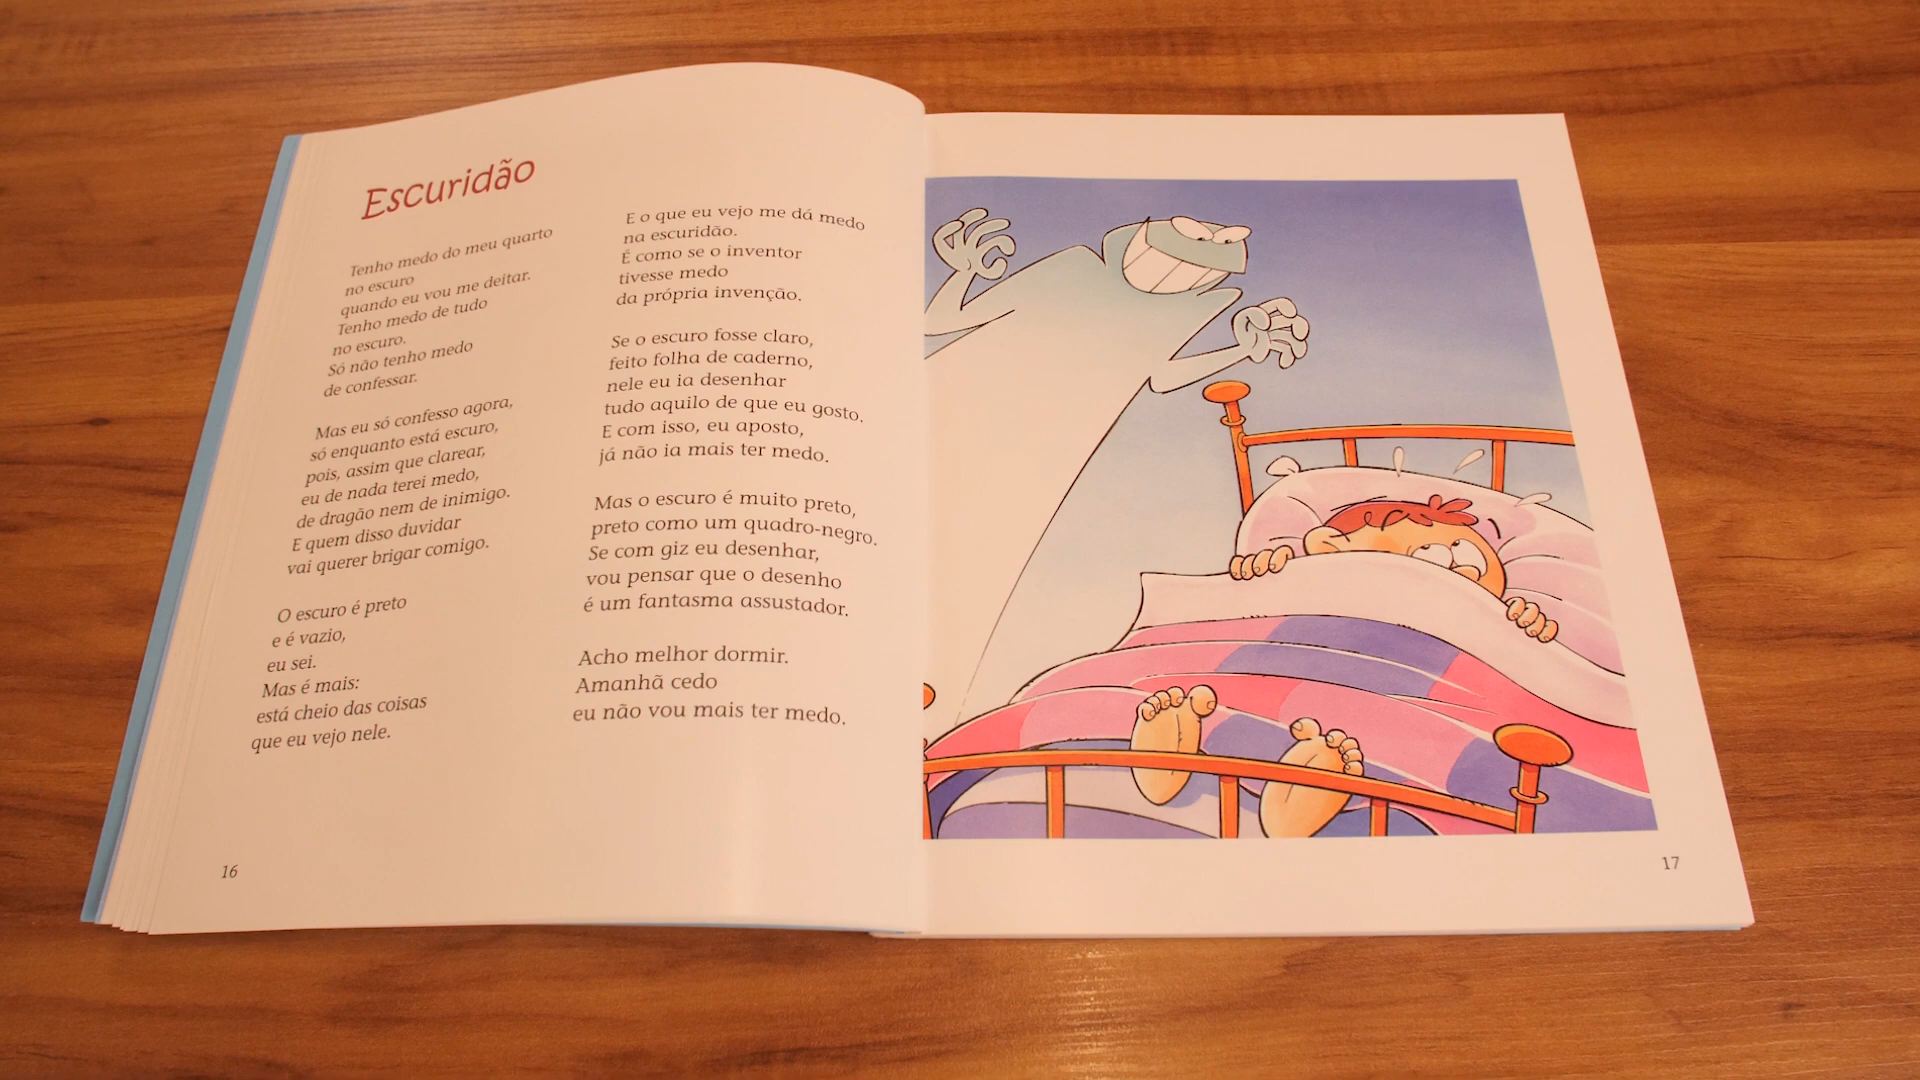 Escuridão
Tenho medo do meu quarto
no escuro
quando eu vou me deitar.
Tenho medo de tudo
no escuro.
Só não tenho medo
de confessar.
Mas eu só confesso agora,
só enquanto está escuro,
pois, assim que clarear,
eu de nada terei medo,
de dragão nem de inimigo.
E quem disso duvidar
vai querer brigar comigo.
O escuro é preto
e é vazio,
eu sei.
Mas é mais:
está cheio das coisas
que eu vejo nele.
E o que eu vejo me dá medo
na escuridão.
É como se o inventor
tivesse medo
da própria invenção.
Se o escuro fosse claro,
feito folha de caderno,
nele eu ia desenhar
tudo aquilo de que eu gosto.
E com isso, eu aposto,
já não ia mais ter medo.
Mas o escuro é muito preto,
preto como um quadro-negro.
Se com giz eu desenhar,
vou pensar que o desenho
é um fantasma assustador.
Acho melhor dormir.
Amanhã cedo
eu não vou mais ter medo.
16
17